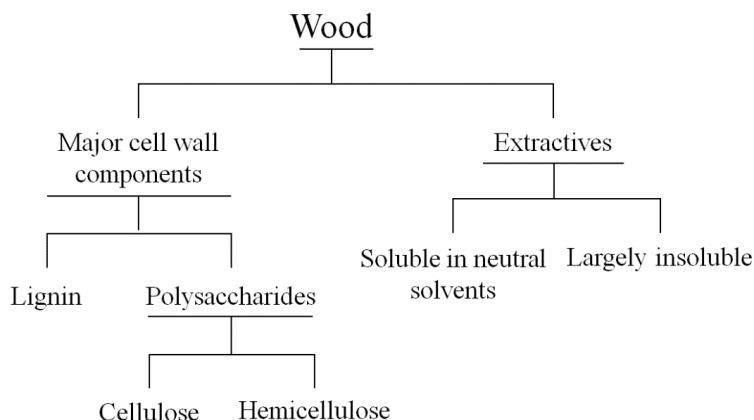 Wood
Major cell wall
components
Extractives
Lignin
Polysaccharides
Soluble in neutral
solvents
Largely insoluble
Cellulose
Hemicellulose